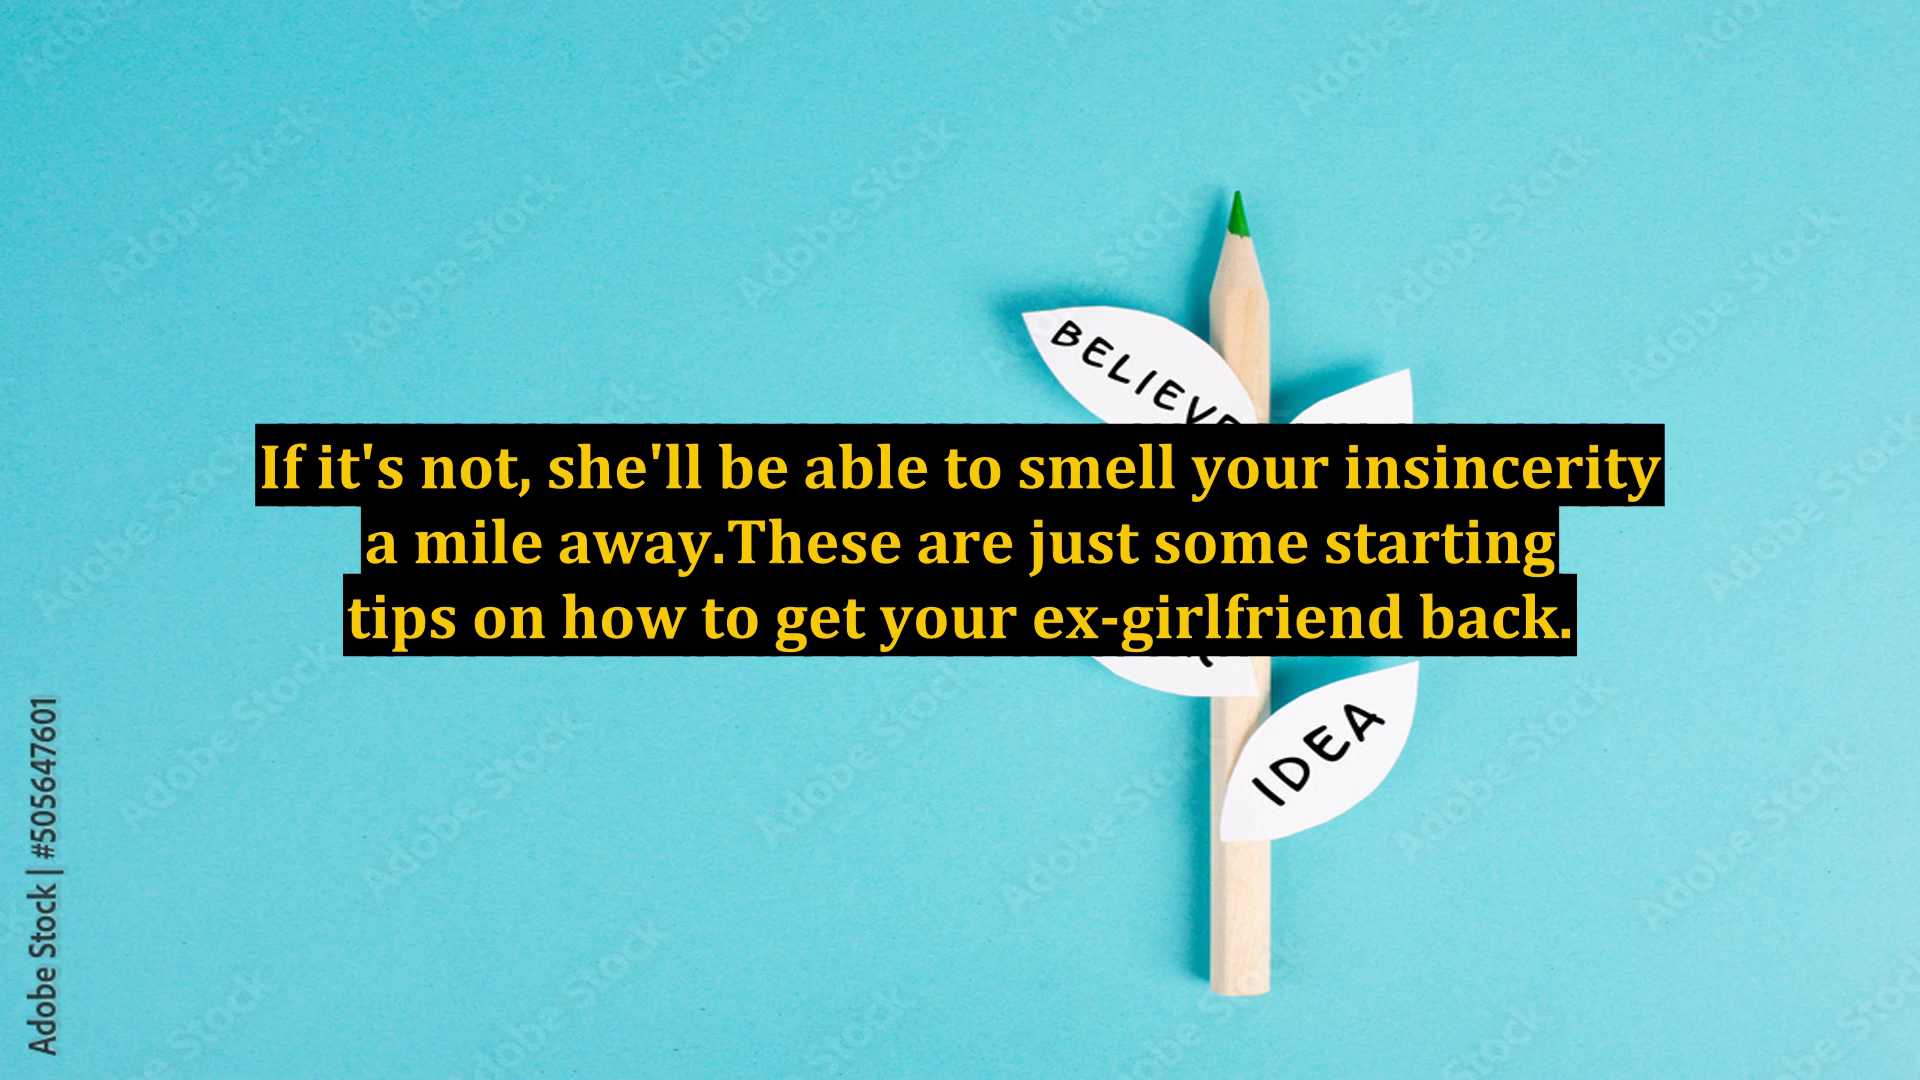 BELIEVE
If it's not, she'll be able to smell your insincerity
a mile away.These are just some starting
tips on how to get your ex-girlfriend back.
IDEA
Adobe Stock | #505647601